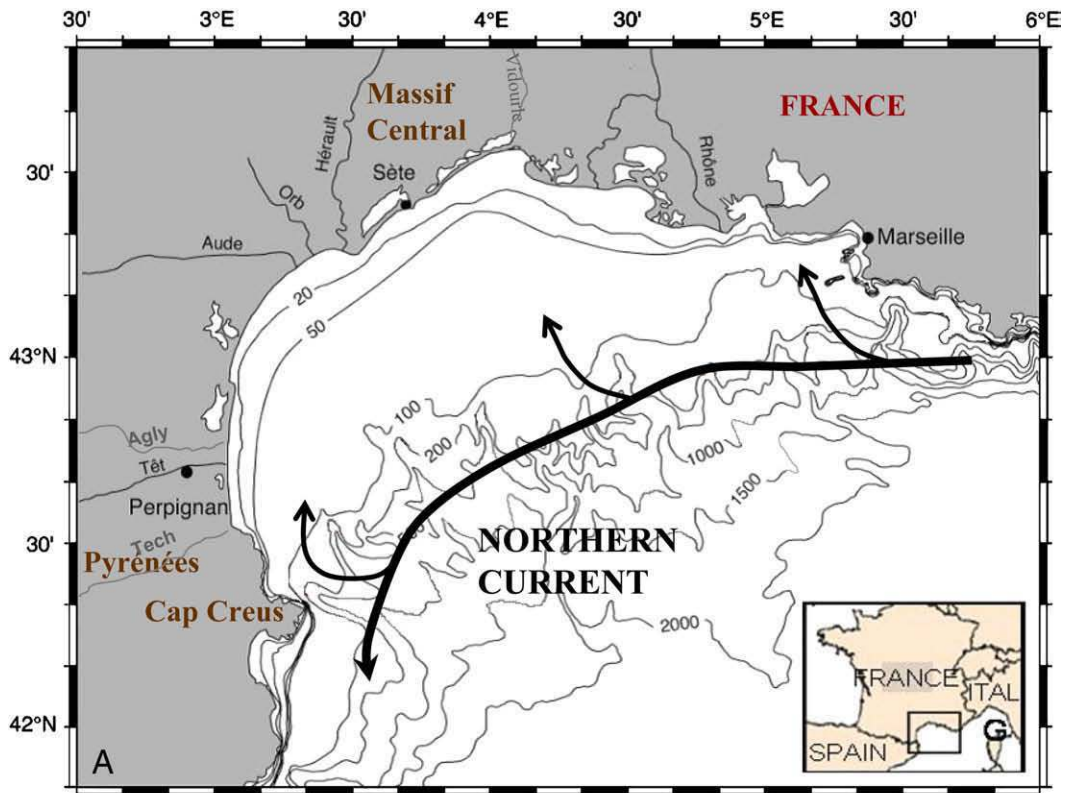 30'
3°E
30'
4°E
30'
5°E
30'
6°E
30'
43°N
30'
42°N
Massif
Central
Vidourle
FRANCE
Hérault
Sète
Rhône
Orb
Aude
Marseille
20
50
100
200
1000
1500
2000
Agly
Têt
Perpignan
Tech
Pyrénées
Cap Creus
NORTHERN
CURRENT
A
FRANCE
ITAL
G
SPAIN